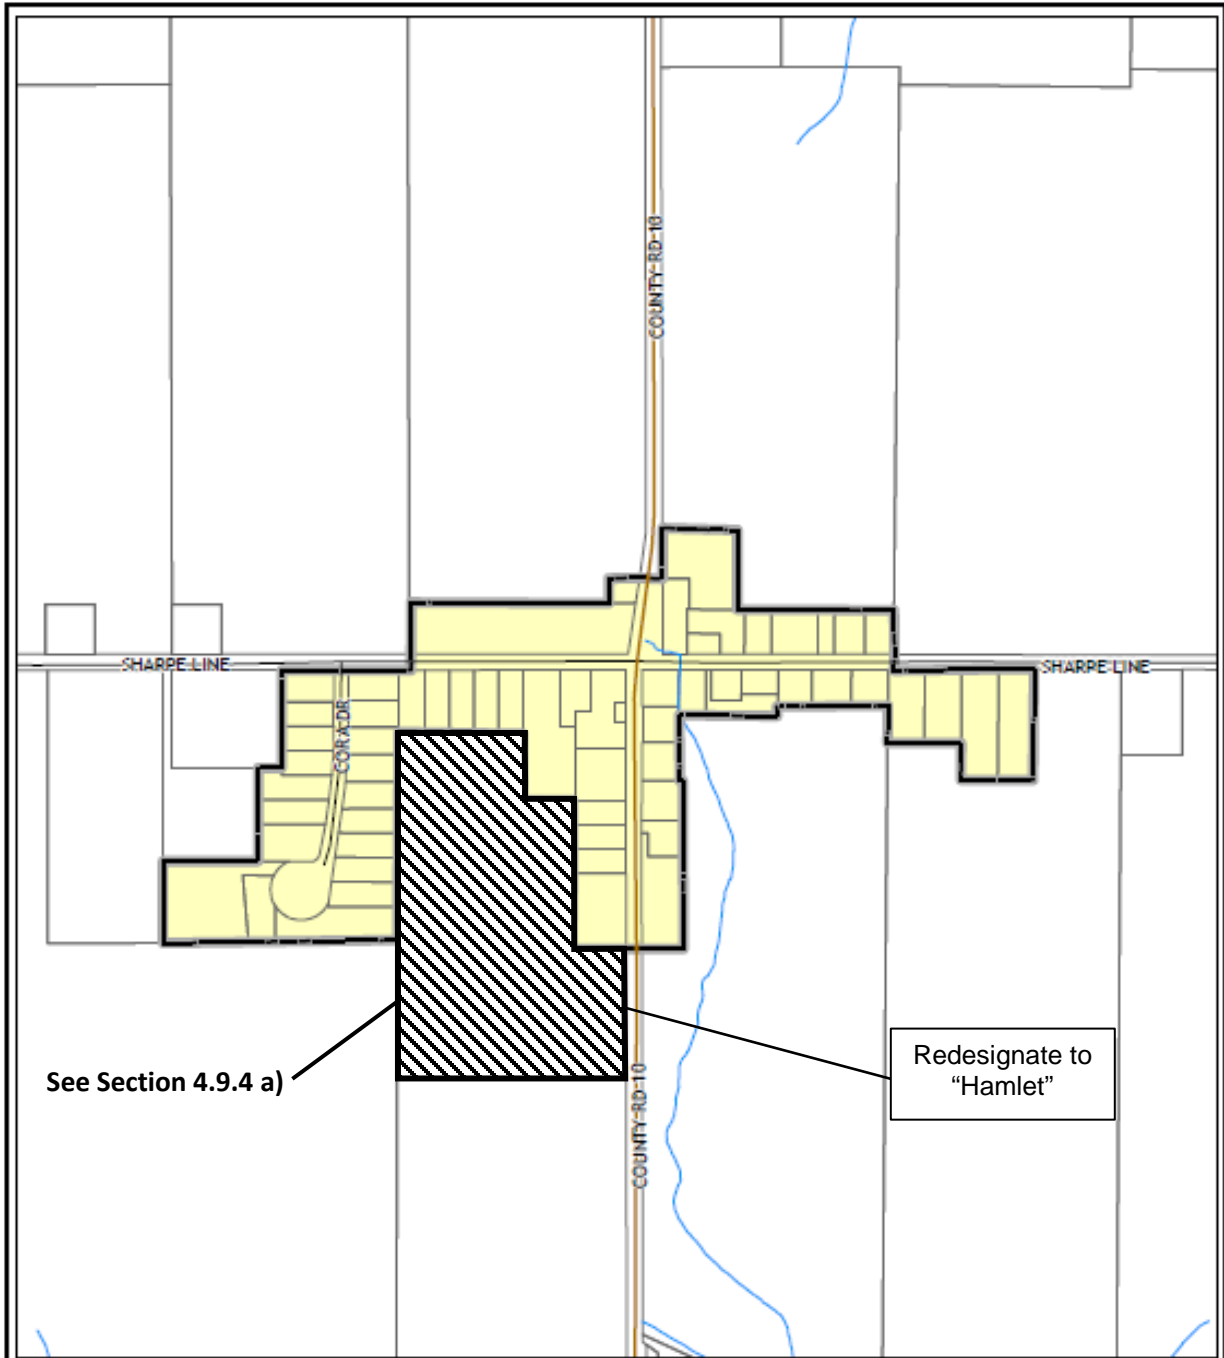 COUNTY RD 10
SHARPE LINE
SHARPE LINE
CORA DR
See Section 4.9.4 a)
Redesignate to
“Hamlet”
COUNTY RD 10